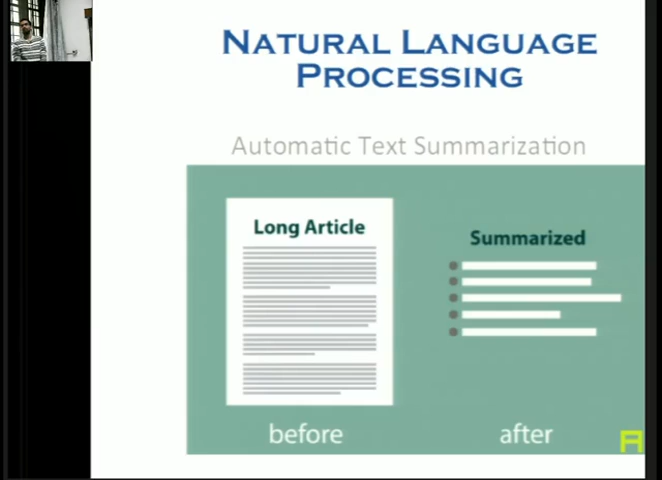 NATURAL LANGUAGE
PROCESSING
Automatic Text Summarization
Long Article
Summarized
before
after